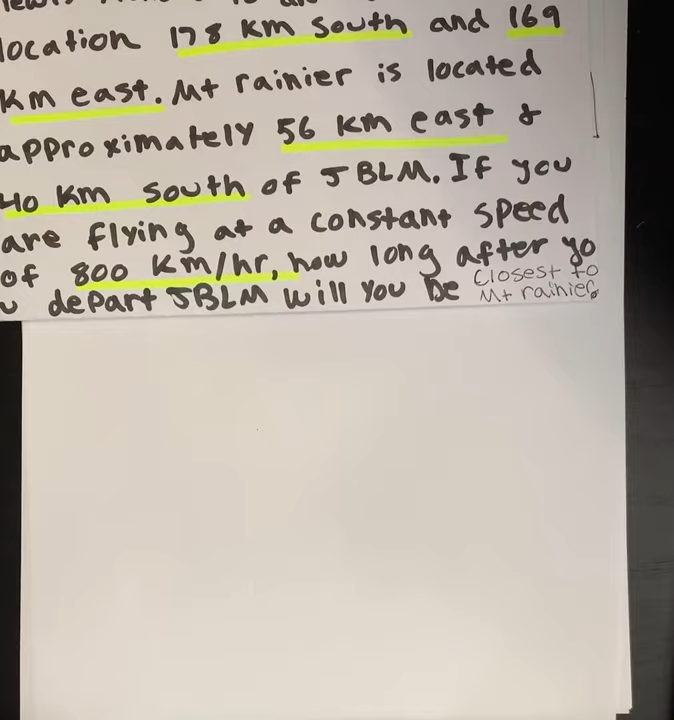 location 178 km south and 169
km east. Mt rainier is located
approximately 56 km east &
40 km south of JBLM. If you
are flying at a constant speed
of 800 km/hr, how long after yo
u depart JBLM will you be closest to
Mt rainier.